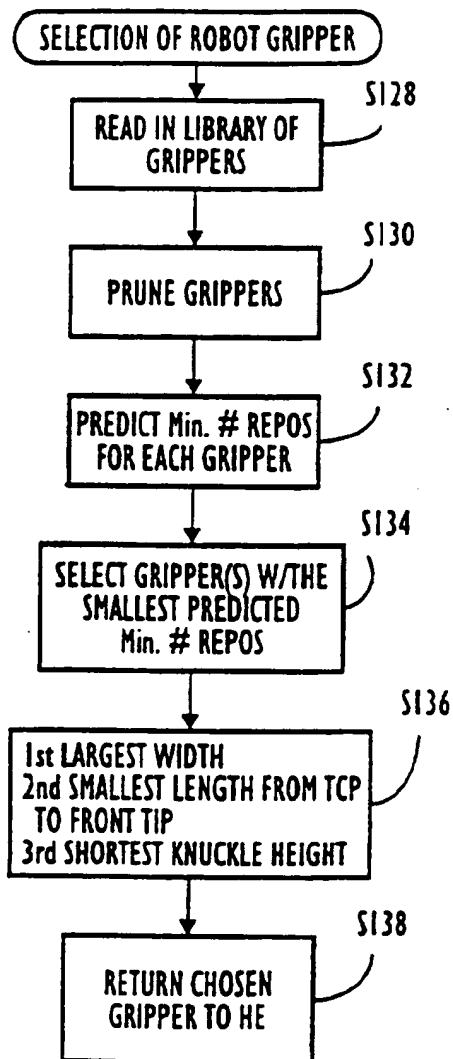 SELECTION OF ROBOT GRIPPER
S128
READ IN LIBRARY OF
GRIPPERS
S130
PRUNE GRIPPERS
S132
PREDICT Min. # REPOS
FOR EACH GRIPPER
S134
SELECT GRIPPER(S) W/THE
SMALLEST PREDICTED
Min. # REPOS
S136
1st LARGEST WIDTH
2nd SMALLEST LENGTH FROM TCP
TO FRONT TIP
3rd SHORTEST KNUCKLE HEIGHT
S138
RETURN CHOSEN
GRIPPER TO HE